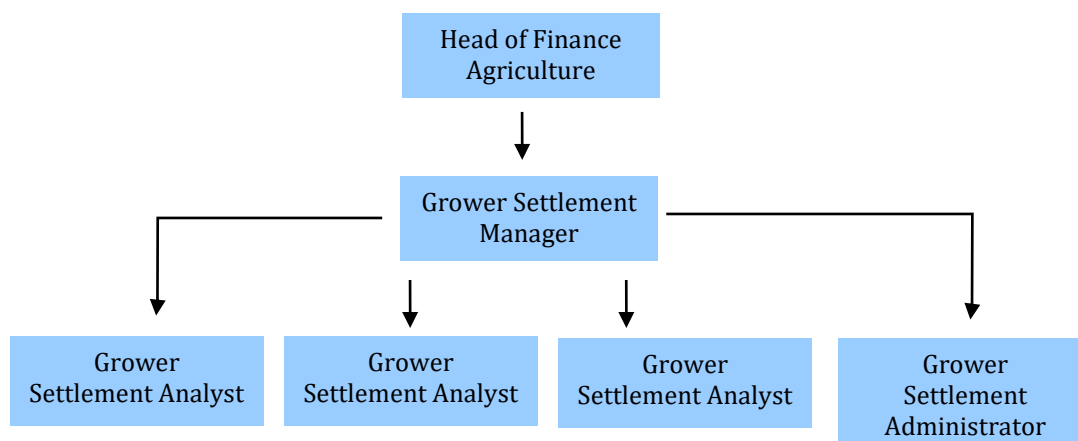 Head of Finance
Agriculture
Grower Settlement
Manager
Grower
Settlement Analyst
Grower
Settlement Analyst
Grower
Settlement Analyst
Grower
Settlement
Administrator